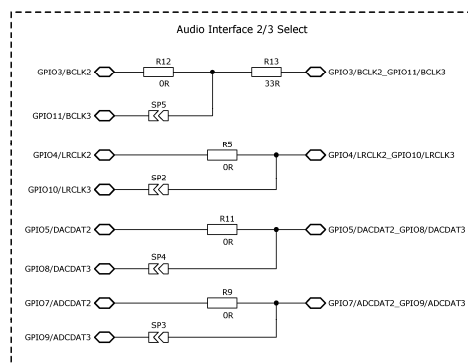 Audio Interface 2/3 Select
R12
R13
GPIO3/BCLK2
GPIO3/BCLK2_GPIO11/BCLK3
0R
33R
SP5
GPIO11/BCLK3
R5
GPIO4/LRCLK2
GPIO4/LRCLK2_GPIO10/LRCLK3
0R
SP2
GPIO10/LRCLK3
R11
GPIO5/DACDAT2
GPIO5/DACDAT2_GPIO8/DACDAT3
0R
SP4
GPIO8/DACDAT3
R9
GPIO7/ADCDAT2
GPIO7/ADCDAT2_GPIO9/ADCDAT3
0R
SP3
GPIO9/ADCDAT3